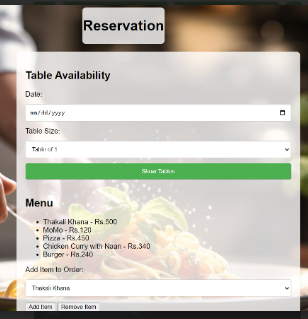 Reservation
Table Availability
Date:
mm/dd/yyyy
Table Size:
Table of 1
Show Tables
Menu
Thakali Khana - Rs.500
MoMo - Rs.120
Pizza - Rs.450
Chicken Curry with Naan - Rs.340
Burger - Rs.240
Add Item to Order:
Thakali Khana
Add Item Remove Item